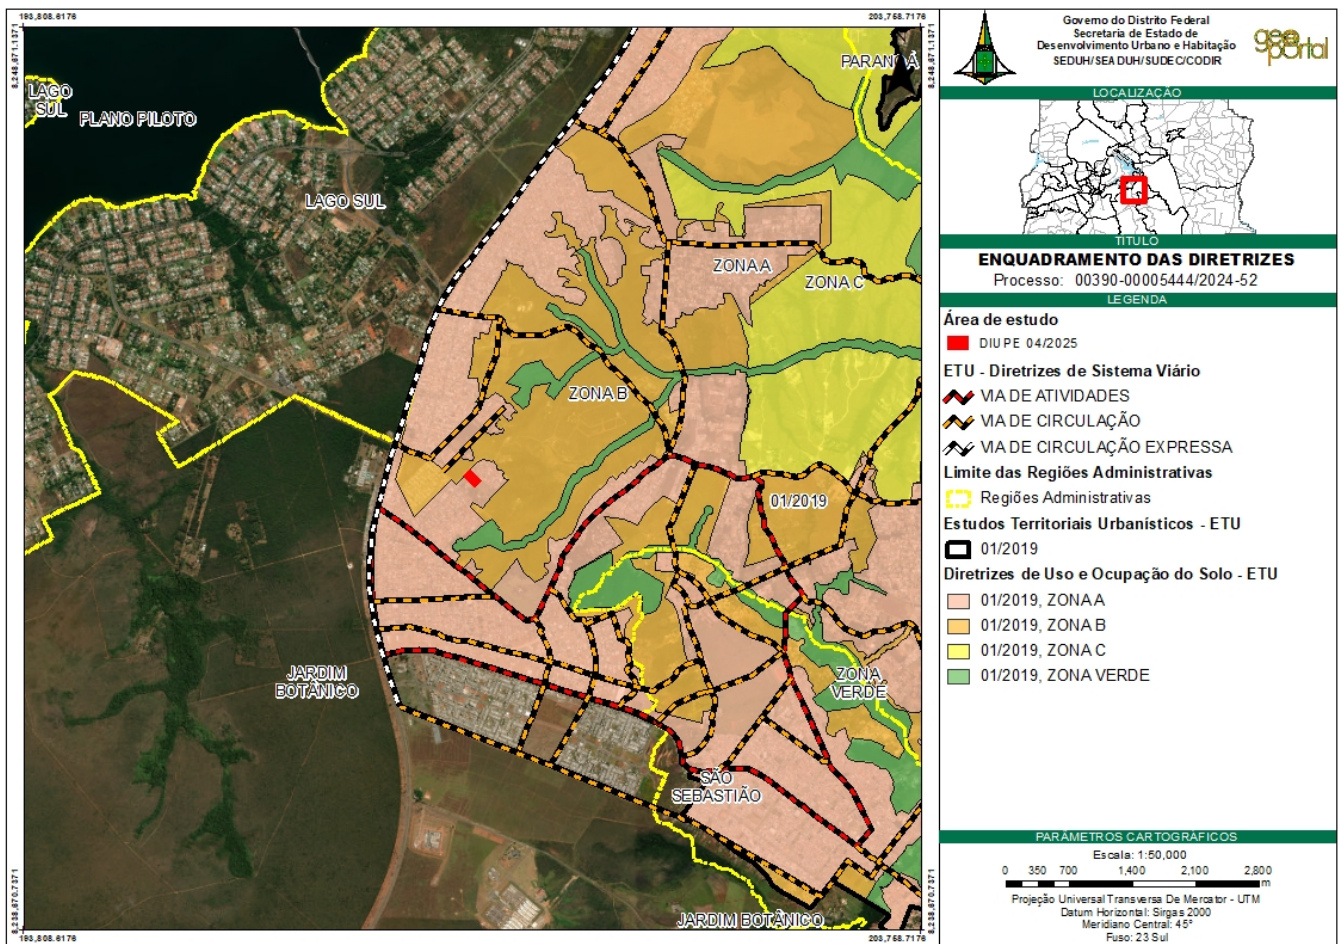 193,808.6176
203,758.7176
8,248,671.1371
8,248,671.1371
LAGO
SUL
PLANO PILOTO
LAGO SUL
PARANOÁ
ZONA A
ZONA C
ZONA B
01/2019
JARDIM
BOTÂNICO
ZONA
VERDE
SÃO
SEBASTIÃO
JARDIM BOTÂNICO
8,238,670.7371
8,238,670.7371
193,808.6176
203,758.7176
Governo do Distrito Federal
Secretaria de Estado de
Desenvolvimento Urbano e Habitação
SEDUH/SEADUH/SUDEC/CODIR
geoportal
LOCALIZAÇÃO
TITULO
ENQUADRAMENTO DAS DIRETRIZES
Processo: 00390-00005444/2024-52
LEGENDA
Área de estudo
DIUPE 04/2025
ETU - Diretrizes de Sistema Viário
VIA DE ATIVIDADES
VIA DE CIRCULAÇÃO
VIA DE CIRCULAÇÃO EXPRESSA
Limite das Regiões Administrativas
Regiões Administrativas
Estudos Territoriais Urbanísticos - ETU
01/2019
Diretrizes de Uso e Ocupação do Solo - ETU
01/2019, ZONA A
01/2019, ZONA B
01/2019, ZONA C
01/2019, ZONA VERDE
PARÂMETROS CARTOGRÁFICOS
Escala: 1:50,000
0 350 700 1,400 2,100 2,800
m
Projeção Universal Transversa De Mercator - UTM
Datum Horizontal: Sirgas 2000
Meridiano Central: 45°
Fuso: 23 Sul